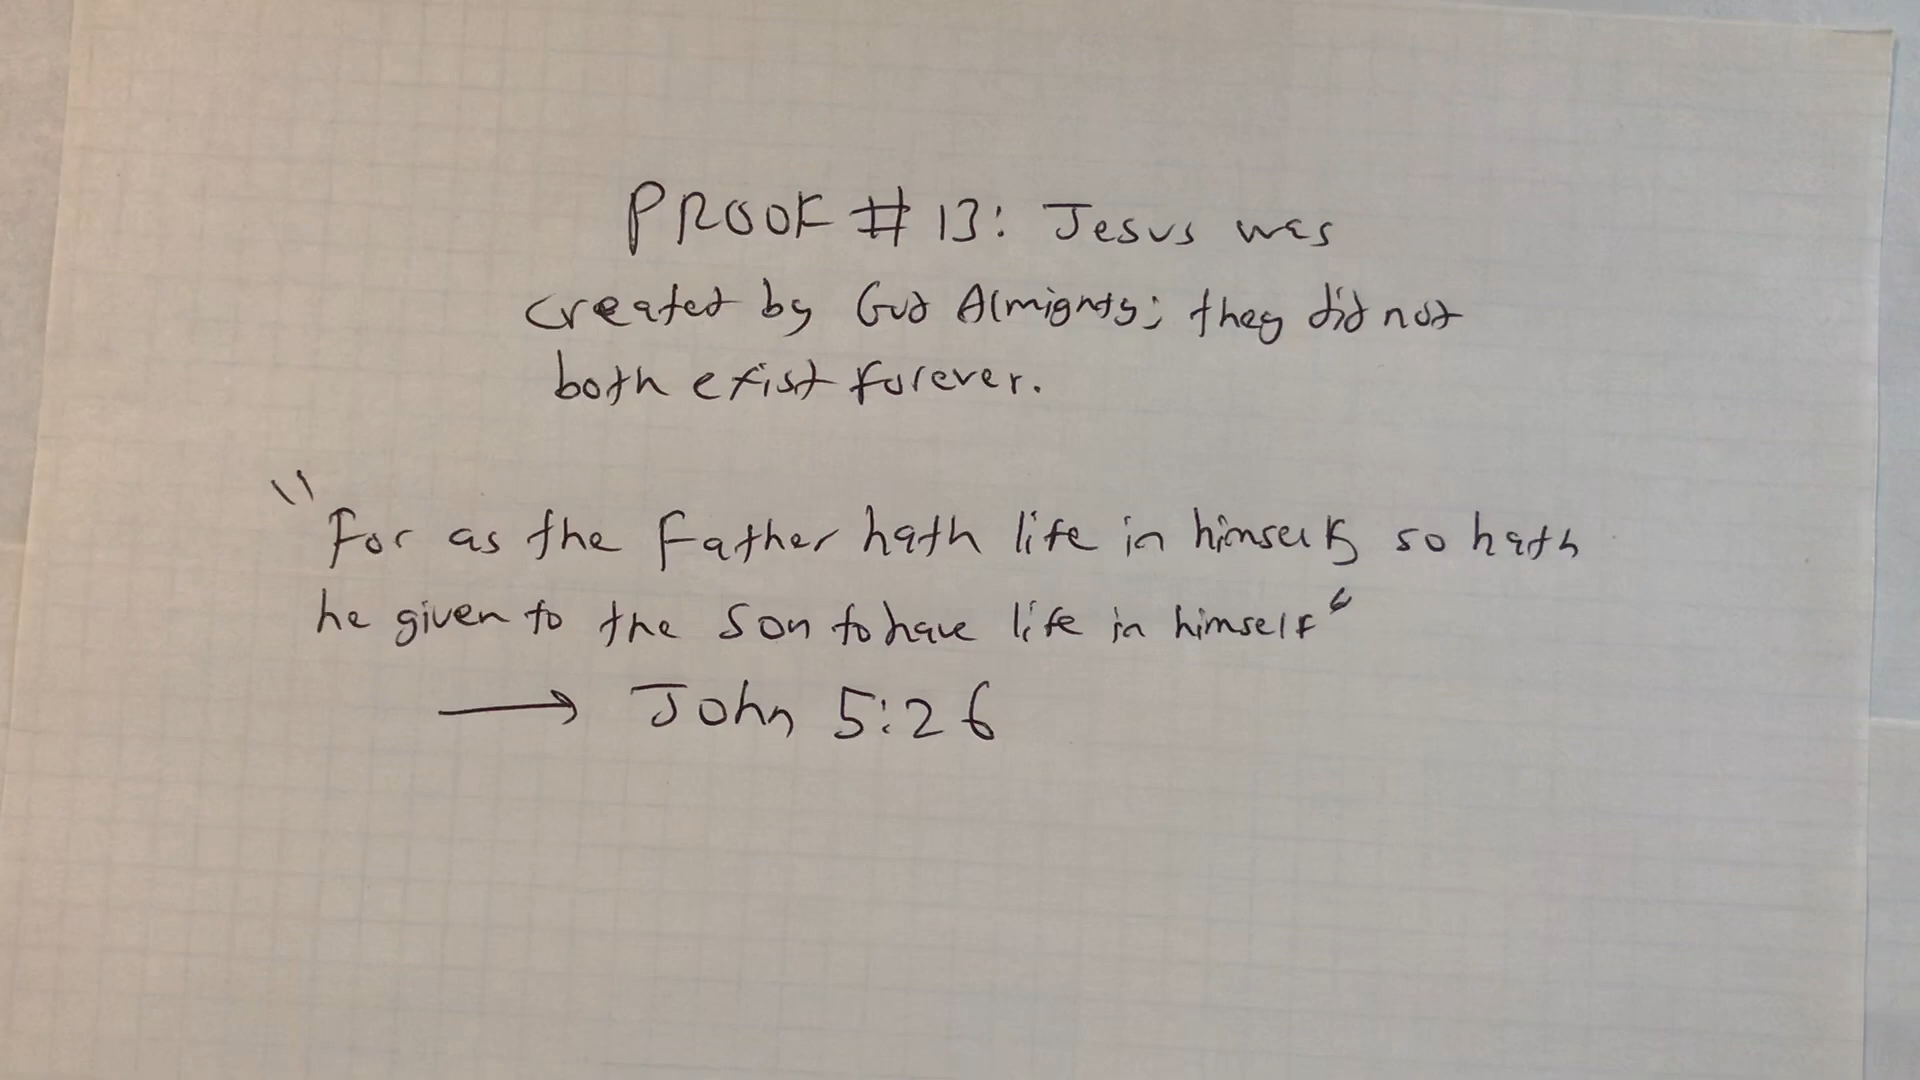 PROOF # 13: Jesus was
created by God Almighty; they did not
both exist forever.
"For as the Father hath life in himself, so hath
he given to the Son to have life in himself"
→ John 5:26